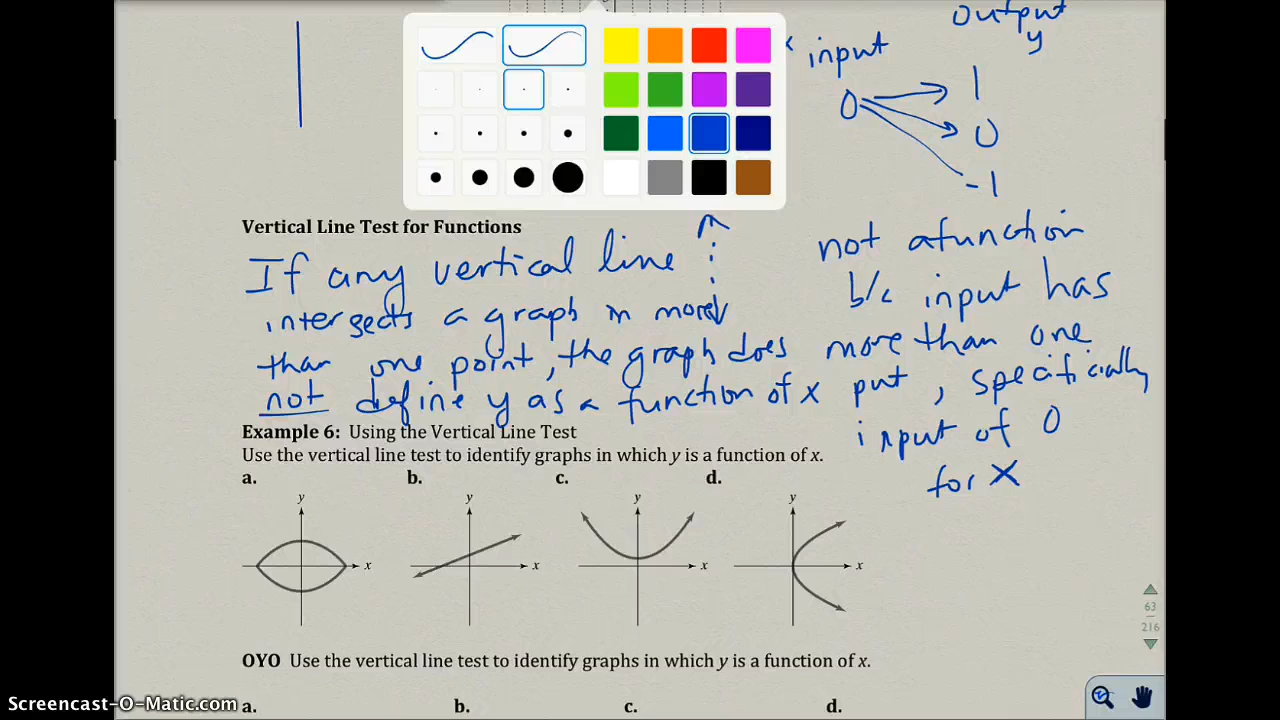 output
y
x input
0
1
0
-1
Vertical Line Test for Functions
If any vertical line
intersects a graph in more
than one point, the graph does
not define y as a function of x
not a function
b/c input has
more than one
put, specificially
input of 0
for x
Example 6: Using the Vertical Line Test
Use the vertical line test to identify graphs in which y is a function of x.
a. b. c. d.
y y y y
x x x x
63
216
OYO Use the vertical line test to identify graphs in which y is a function of x.
a. b. c. d.
Screencast-O-Matic.com